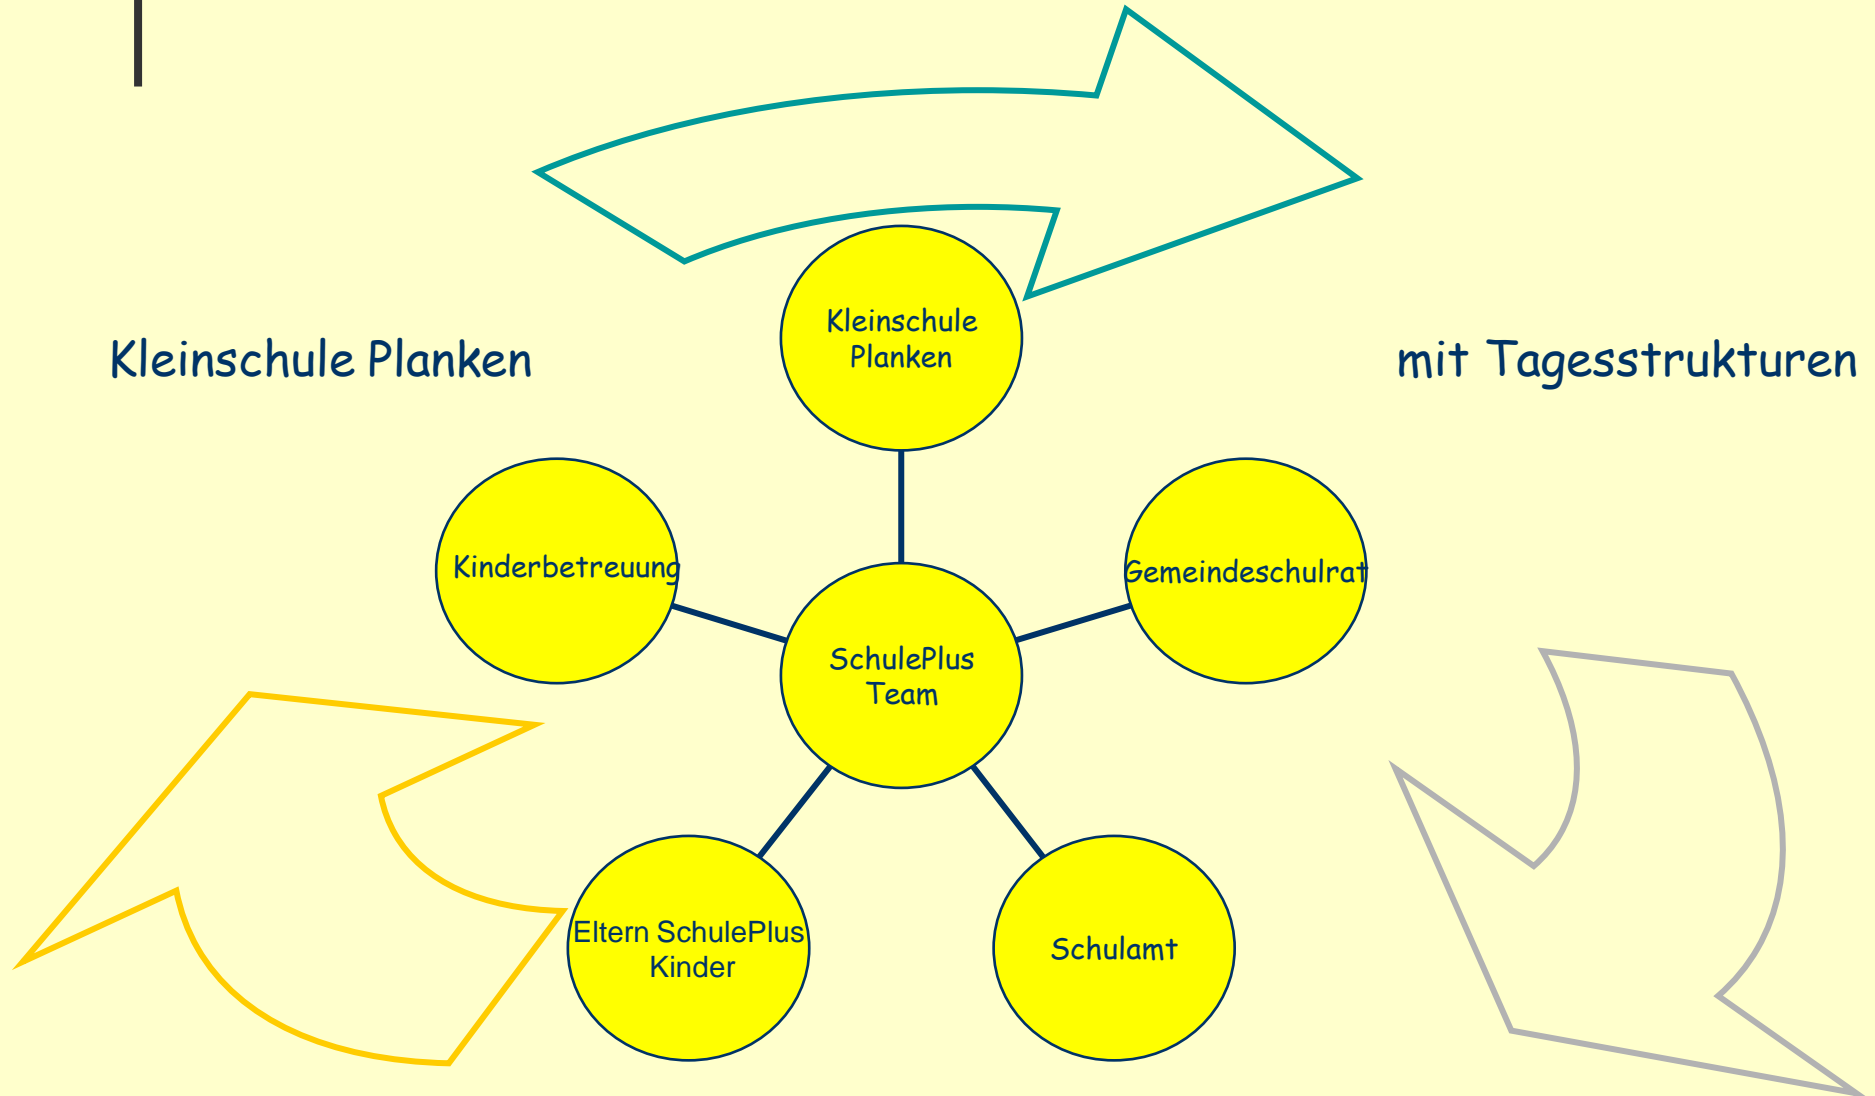 Kleinschule
Planken
Kleinschule Planken
mit Tagesstrukturen
Kinderbetreuung
Gemeindeschulrat
SchulePlus
Team
Eltern SchulePlus
Kinder
Schulamt